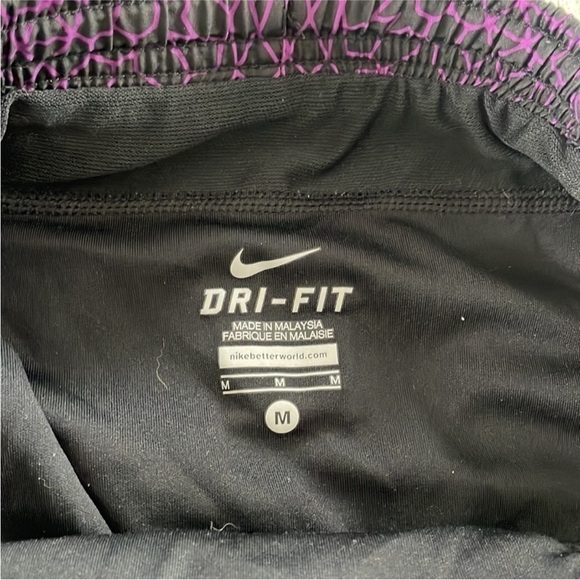 DRI-FIT
MADE IN MALAYSIA
FABRIQUE EN MALAISIE
nikebetterworld.com
M M M
M